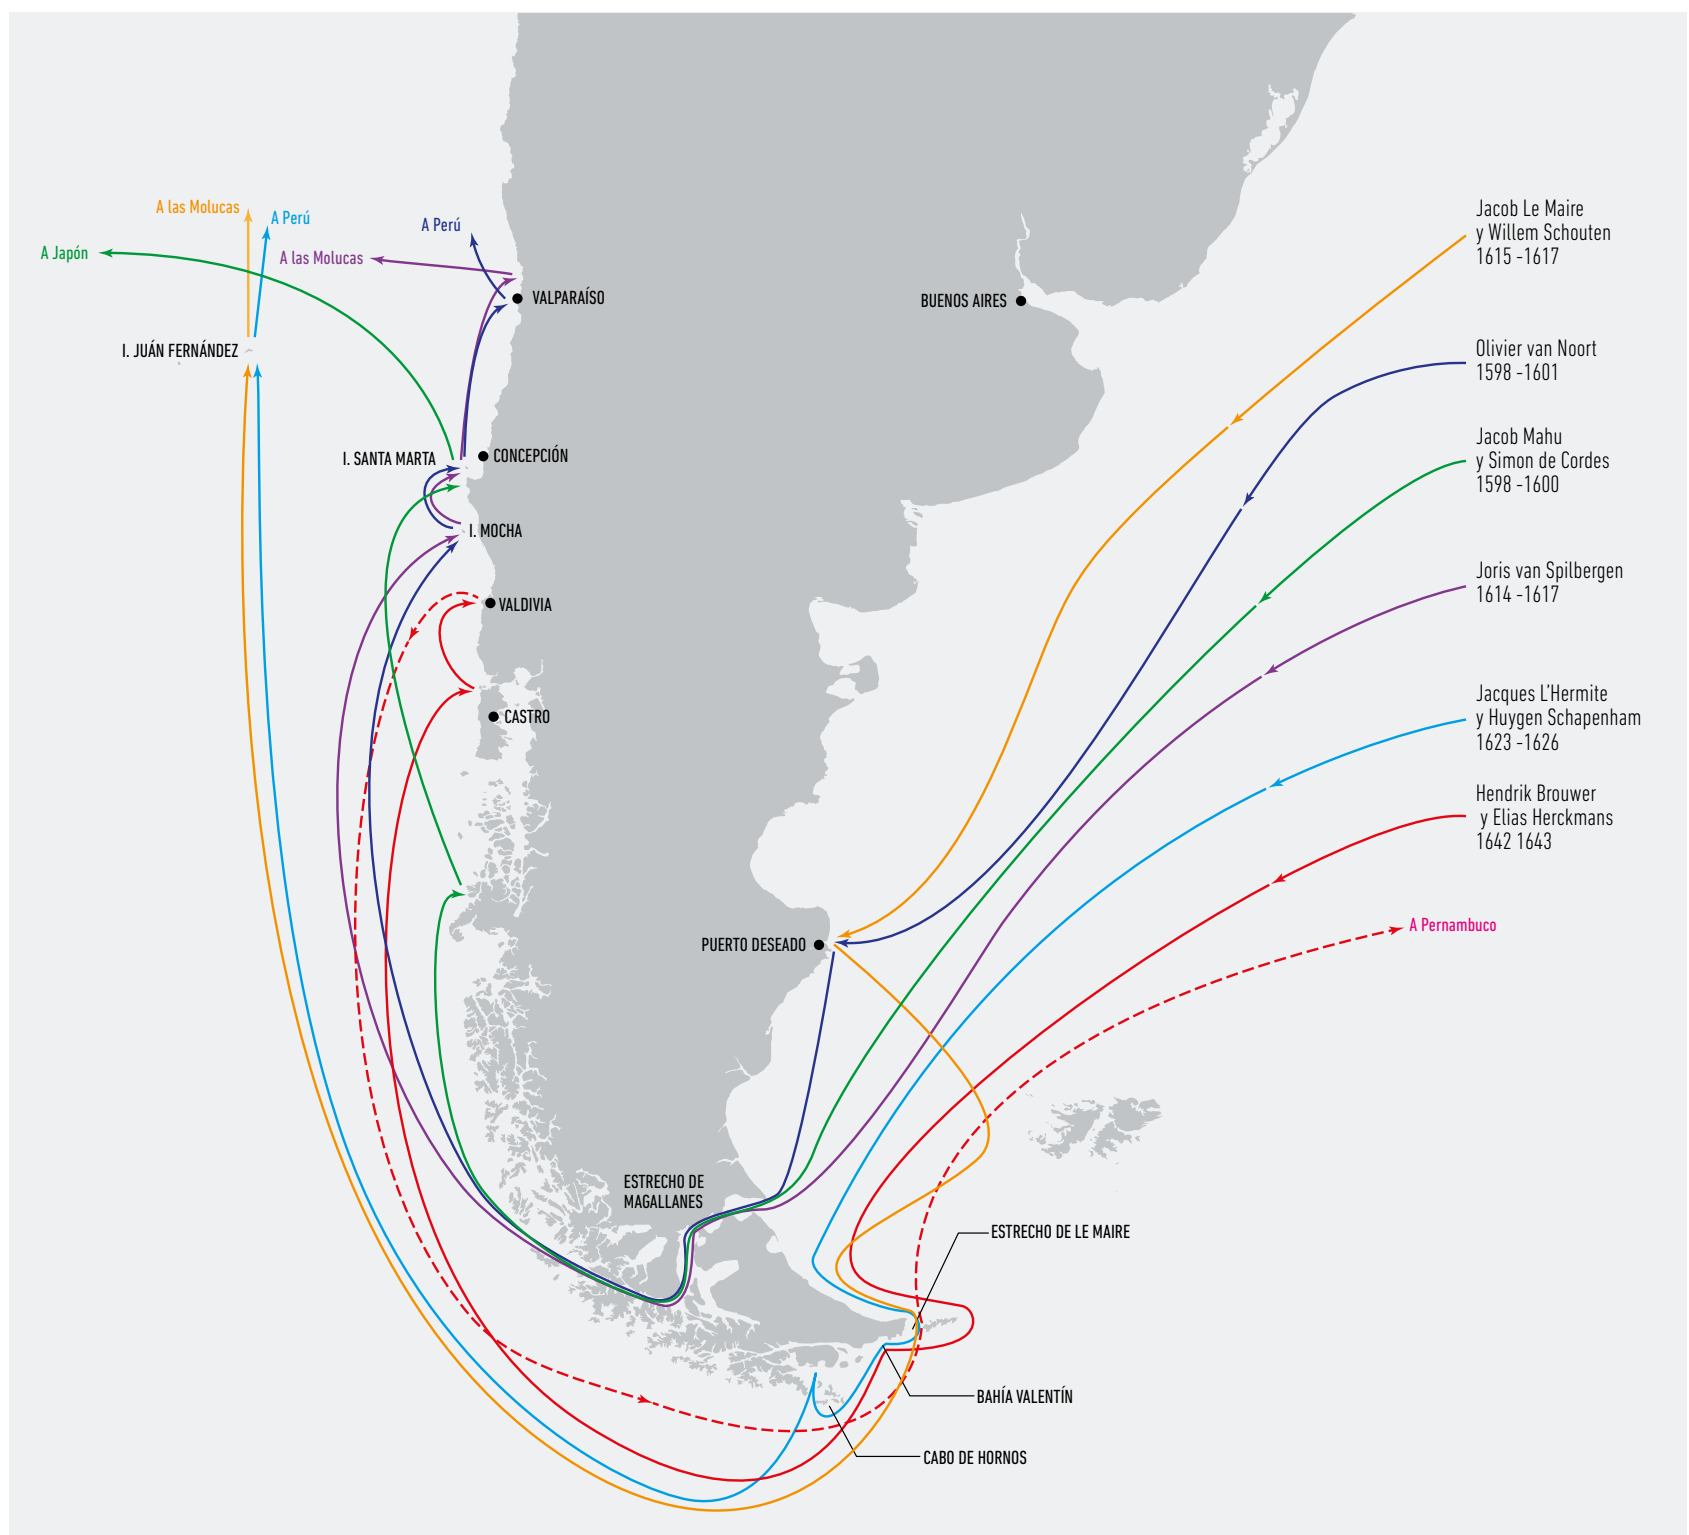 A las Molucas
A Perú
A Perú
A Japón
A las Molucas
VALPARAÍSO
BUENOS AIRES
I. JUÁN FERNÁNDEZ
I. SANTA MARTA
CONCEPCIÓN
I. MOCHA
VALDIVIA
CASTRO
PUERTO DESEADO
ESTRECHO DE
MAGALLANES
ESTRECHO DE LE MAIRE
BAHÍA VALENTÍN
CABO DE HORNOS
Jacob Le Maire
y Willem Schouten
1615 -1617
Olivier van Noort
1598 -1601
Jacob Mahu
y Simon de Cordes
1598 -1600
Joris van Spilbergen
1614 -1617
Jacques L'Hermite
y Huygen Schapenham
1623 -1626
Hendrik Brouwer
y Elias Herckmans
1642 1643
A Pernambuco